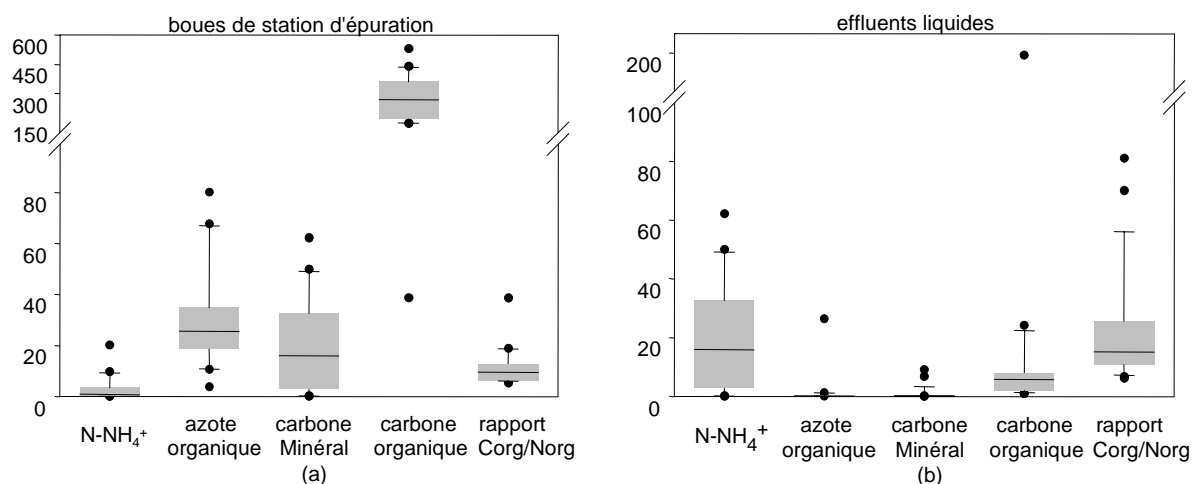 boues de station d'épuration
600
450
300
150
80
60
40
20
0
N-NH4+
azote organique
carbone Minéral
carbone organique
rapport Corg/Norg
(a)
effluents liquides
200
100
80
60
40
20
0
N-NH4+
azote organique
carbone Minéral
carbone organique
rapport Corg/Norg
(b)